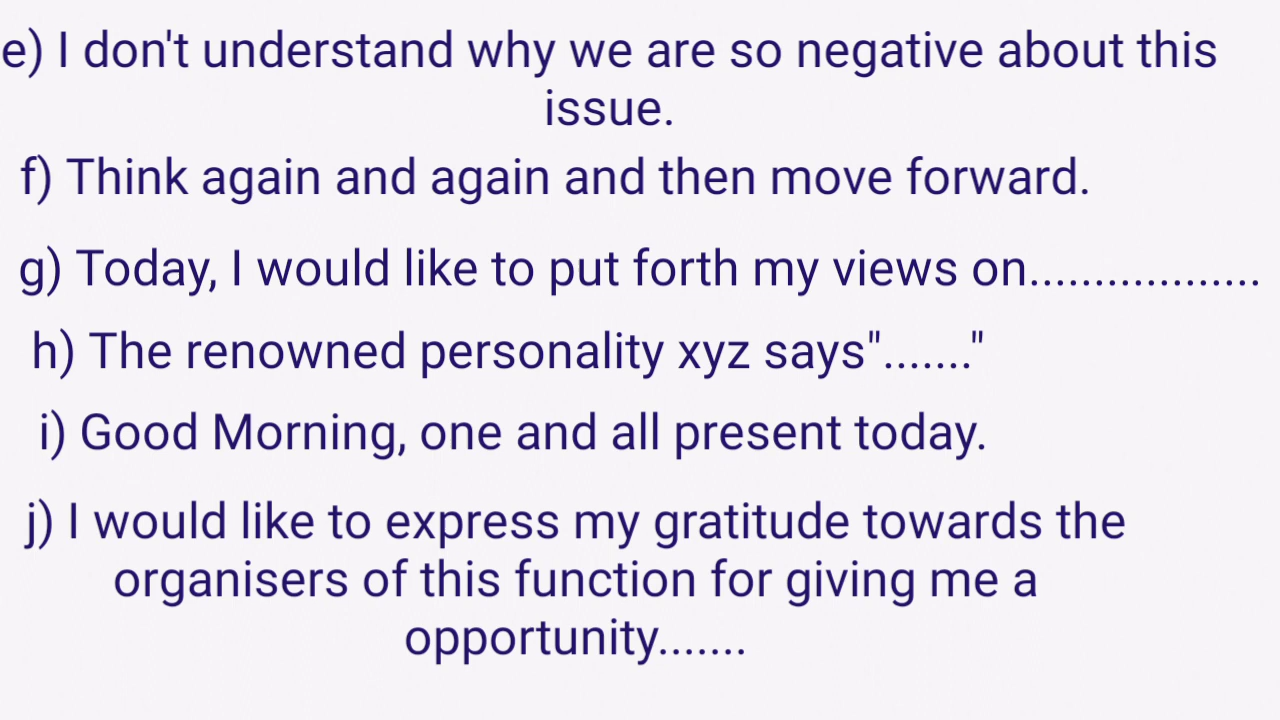 e) I don't understand why we are so negative about this
issue.
f) Think again and again and then move forward.
g) Today, I would like to put forth my views on..................
h) The renowned personality xyz says"......."
i) Good Morning, one and all present today.
j) I would like to express my gratitude towards the
organisers of this function for giving me a
opportunity.......